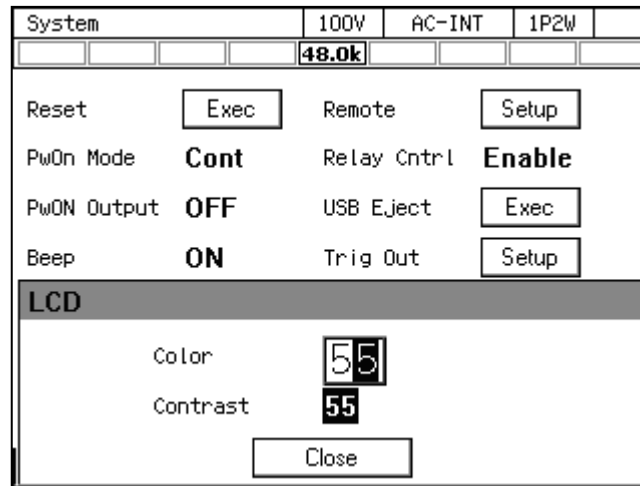 System 100V AC-INT 1P2W
48.0k
Reset Exec Remote Setup
PwOn Mode Cont Relay Cntrl Enable
PwON Output OFF USB Eject Exec
Beep ON Trig Out Setup
LCD
Color 55
Contrast 55
Close